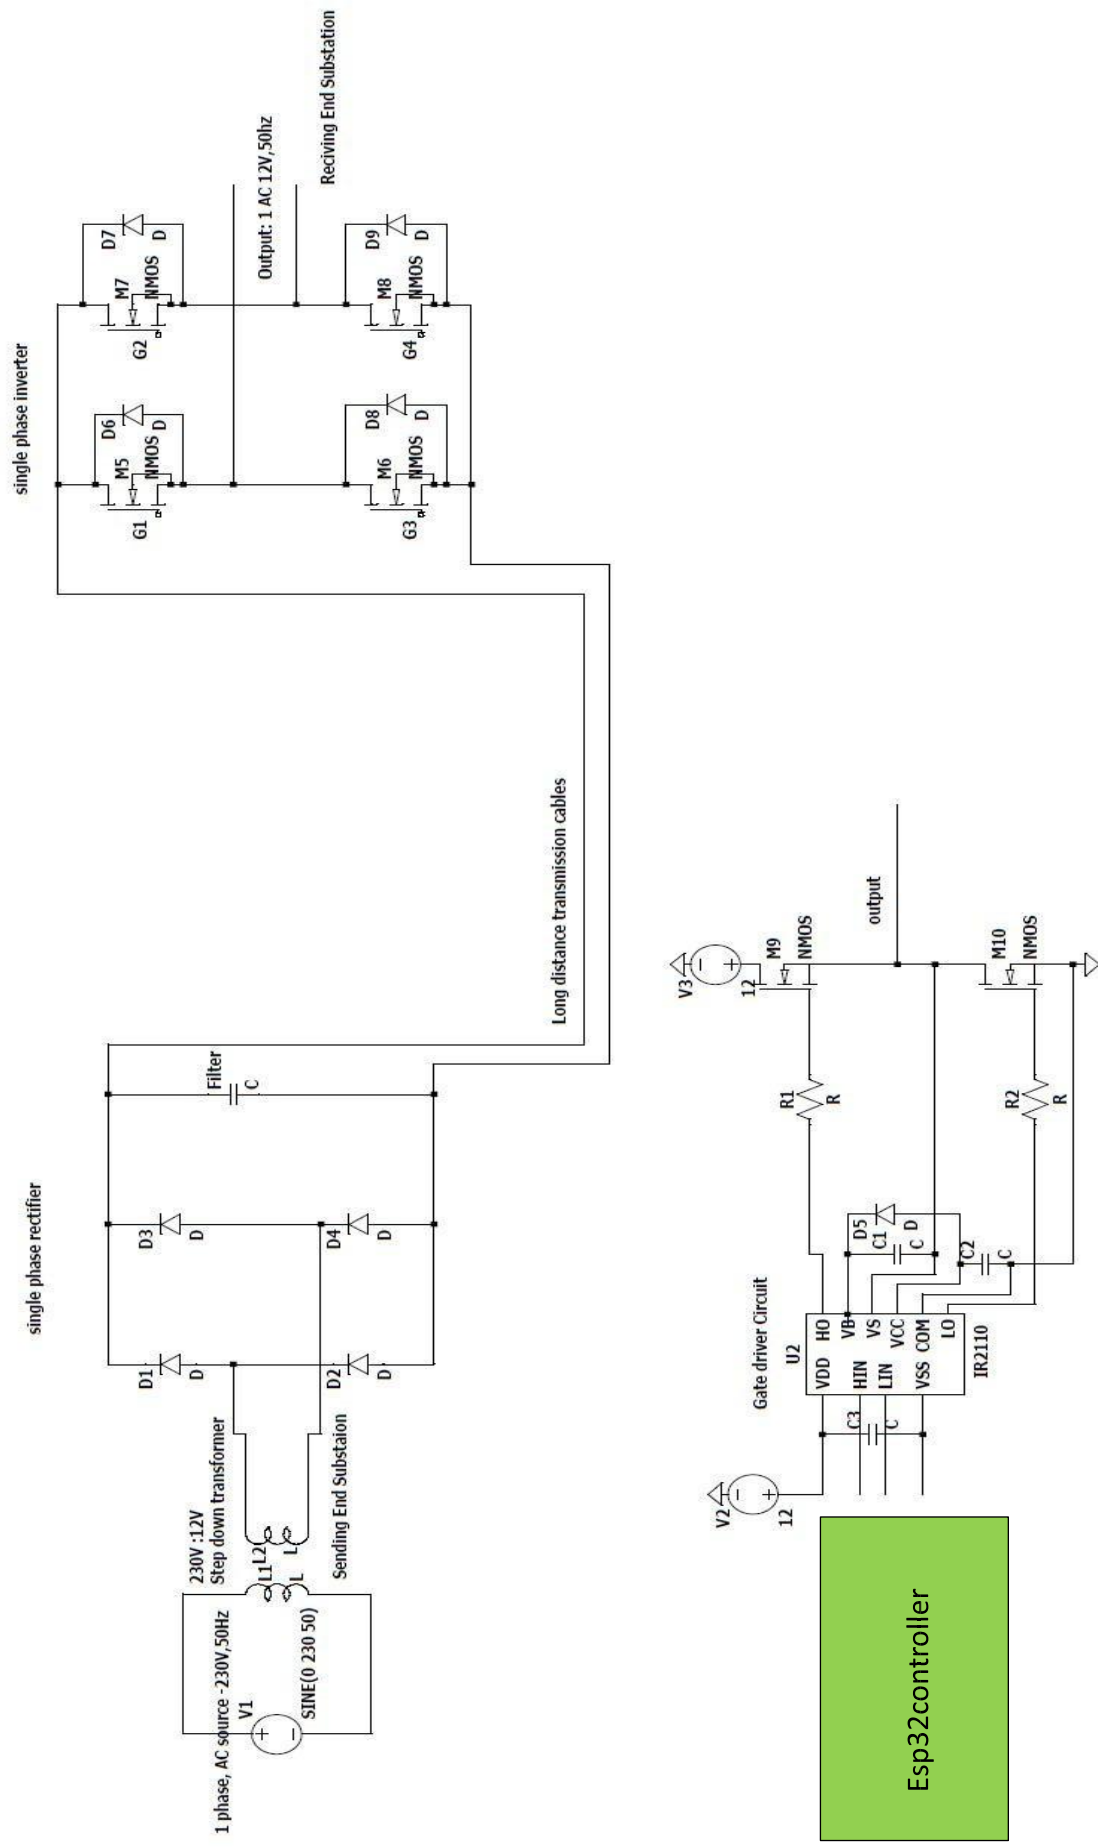 single phase rectifier
single phase inverter
1 phase, AC source -230V,50Hz
V1
SINE(0 230 50)
230V :12V
Step down transformer
L1
L
L2
L
Sending End Substaion
D1
D
D2
D
D3
D
D4
D
Filter
C
Long distance transmission cables
G1
M5
NMOS
D6
D
G2
M7
NMOS
D7
D
G3
M6
NMOS
D8
D
G4
M8
NMOS
D9
D
Output: 1 AC 12V,50hz
Reciving End Substation
Gate driver Circuit
V2
12
C3
C
U2
VDD
HIN
LIN
VSS
HO
VB
VS
VCC
COM
LO
IR2110
D5
D
C1
C
C2
C
R1
R
R2
R
V3
12
M9
NMOS
M10
NMOS
output
Esp32controller